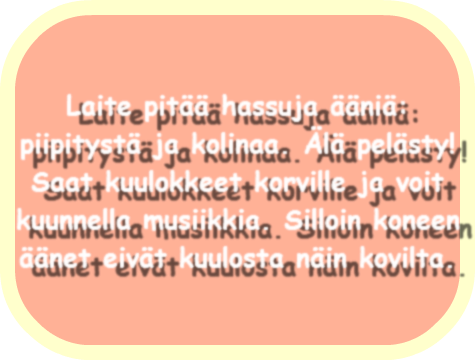 Laite pitää hassuja ääniä:
piipitystä ja kolinaa. Älä pelästy!
Saat kuulokkeet korville ja voit
kuunnella musiikkia. Silloin koneen
äänet eivät kuulosta näin kovilta.